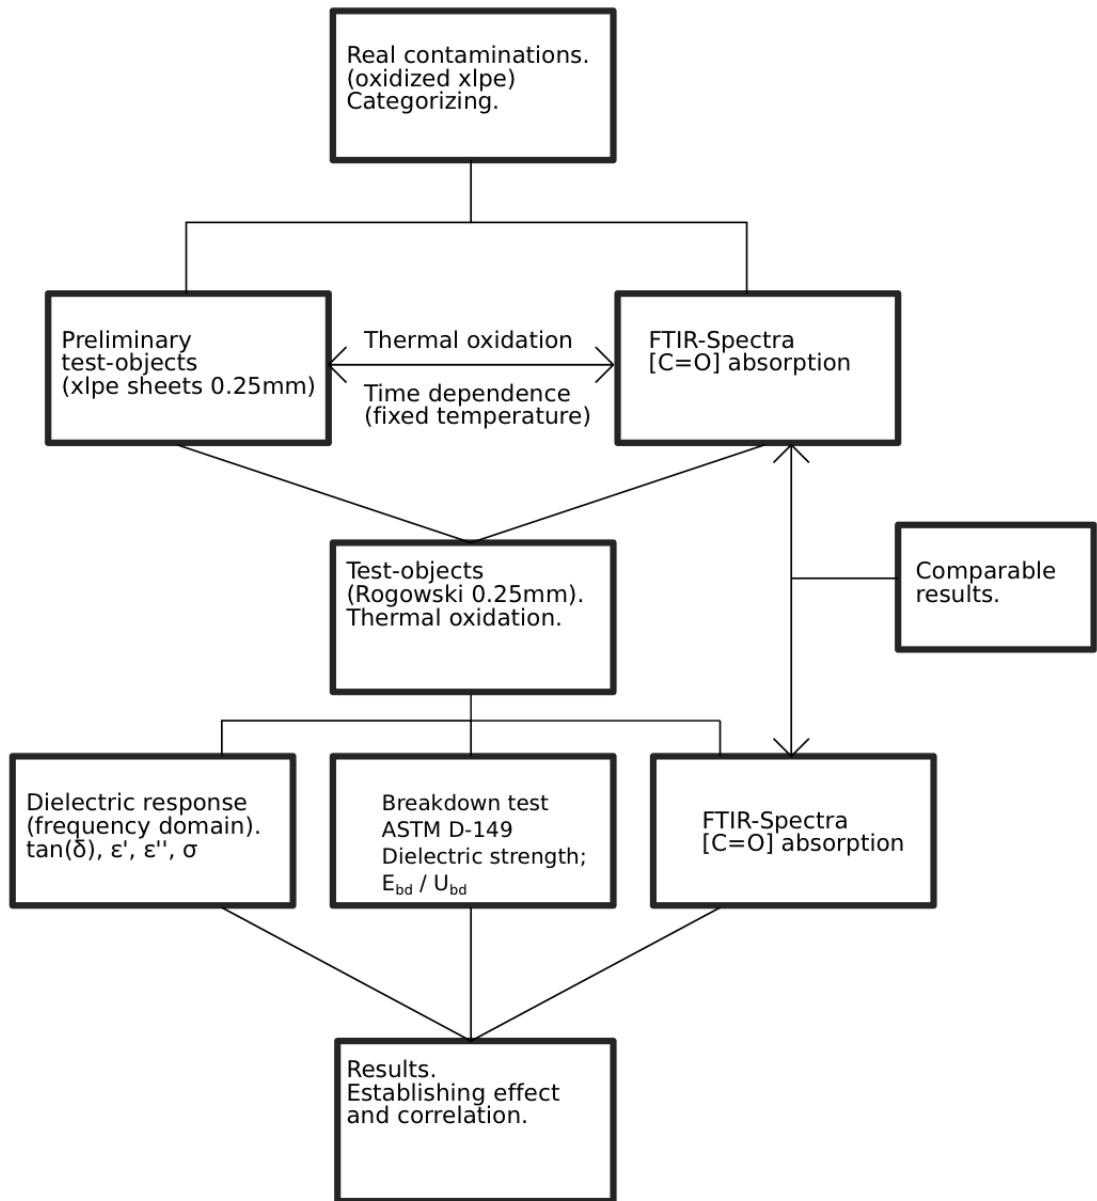 Real contaminations.
(oxidized xlpe)
Categorizing.
Preliminary
test-objects
(xlpe sheets 0.25mm)
Thermal oxidation
Time dependence
(fixed temperature)
FTIR-Spectra
[C=O] absorption
Test-objects
(Rogowski 0.25mm).
Thermal oxidation.
Comparable
results.
Dielectric response
(frequency domain).
tan(δ), ε', ε'', σ
Breakdown test
ASTM D-149
Dielectric strength;
E_bd / U_bd
FTIR-Spectra
[C=O] absorption
Results.
Establishing effect
and correlation.